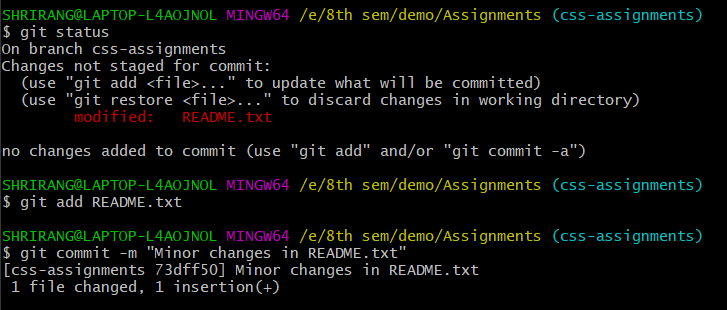 SHRIRANG@LAPTOP-L4AOJNOL MINGW64 /e/8th sem/demo/Assignments (css-assignments)
$ git status
On branch css-assignments
Changes not staged for commit:
  (use "git add <file>..." to update what will be committed)
  (use "git restore <file>..." to discard changes in working directory)
        modified:   README.txt

no changes added to commit (use "git add" and/or "git commit -a")

SHRIRANG@LAPTOP-L4AOJNOL MINGW64 /e/8th sem/demo/Assignments (css-assignments)
$ git add README.txt

SHRIRANG@LAPTOP-L4AOJNOL MINGW64 /e/8th sem/demo/Assignments (css-assignments)
$ git commit -m "Minor changes in README.txt"
[css-assignments 73dff50] Minor changes in README.txt
 1 file changed, 1 insertion(+)